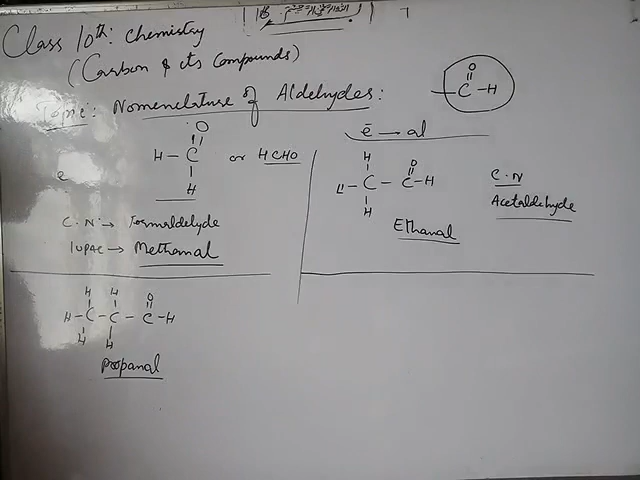 Class 10th: Chemistry
(Carbon & its Compounds)
Topic: Nomenclature of Aldehydes:
O
— C — H
ē — al
O
H — C or HCHO
H
e
C.N. → Formaldehyde
IUPAC → Methanal
H O
H — C — C — H
H
Ethanal
C.N
Acetaldehyde
H H O
H — C — C — C — H
H H
Propanal